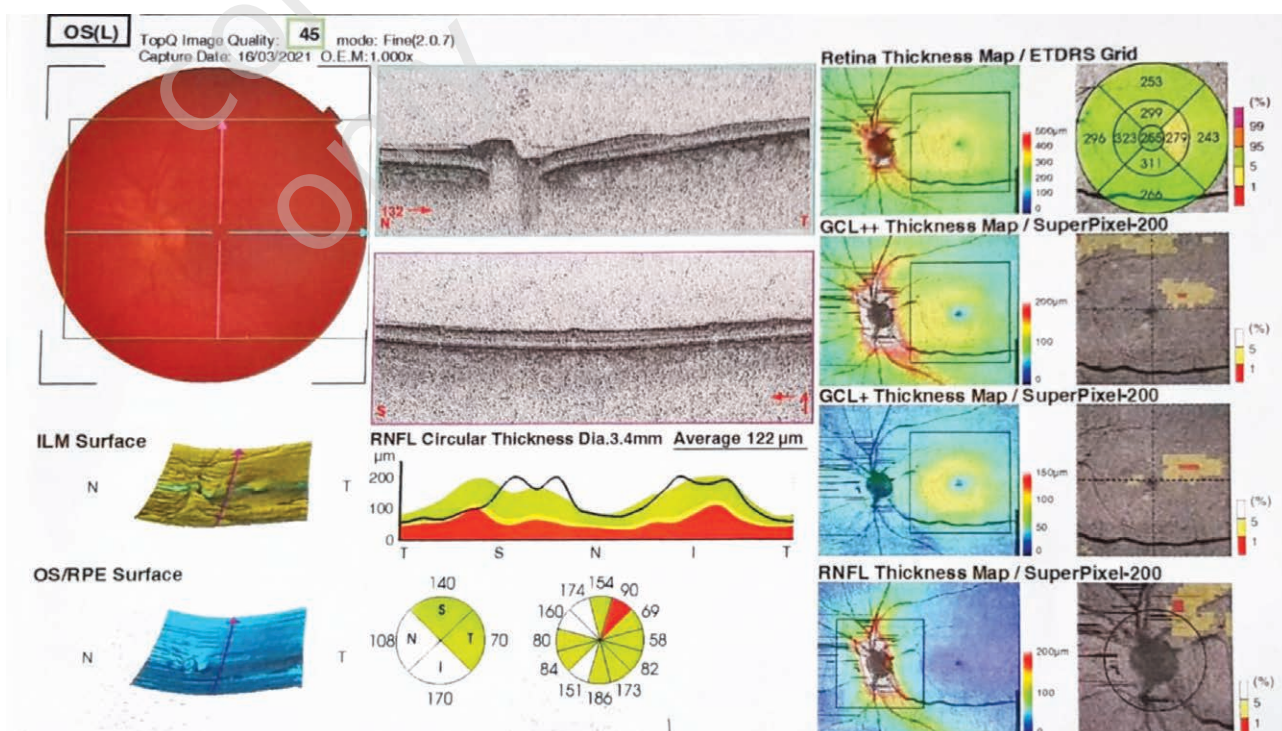 OS(L)
TopQ Image Quality: 45 mode: Fine(2.0.7)
Capture Date: 16/03/2021 O.E.M:1.000x
132
N
T
S
I
ILM Surface
N
T
OS/RPE Surface
N
T
RNFL Circular Thickness Dia.3.4mm Average 122 µm
µm
200
100
0
T S N I T
140
108 N S T 70
I
170
154
174 90
160 69
80 58
84 82
151 173
186
Retina Thickness Map / ETDRS Grid
500µm
400
300
200
100
0
253
299
296 323 265 279 243
311
266
(%)
99
95
5
1
GCL++ Thickness Map / SuperPixel-200
200µm
100
0
(%)
5
1
GCL+ Thickness Map / SuperPixel-200
150µm
100
50
0
(%)
5
1
RNFL Thickness Map / SuperPixel-200
200µm
100
0
(%)
5
1
only